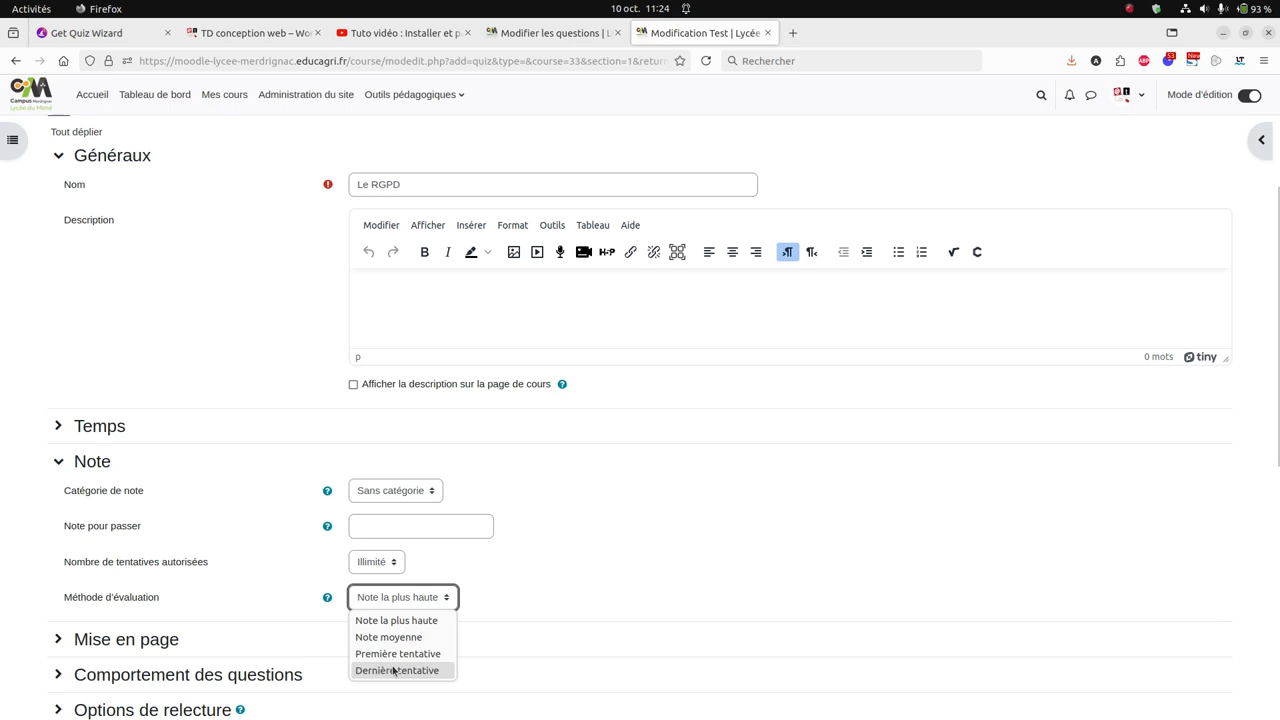 Activités Firefox 10 oct. 11:24 93 %
Get Quiz Wizard TD conception web – Wo Tuto vidéo : Installer et p Modifier les questions | L Modification Test | Lycée
https://moodle-lycee-merdrignac.educagri.fr/course/modedit.php?add=quiz&type=&course=33&section=1&return Rechercher
Accueil Tableau de bord Mes cours Administration du site Outils pédagogiques Mode d'édition
Tout déplier
Généraux
Nom Le RGPD
Description
Modifier Afficher Insérer Format Outils Tableau Aide
B I H-P
p 0 mots tiny
Afficher la description sur la page de cours
Temps
Note
Catégorie de note Sans catégorie
Note pour passer
Nombre de tentatives autorisées Illimité
Méthode d'évaluation Note la plus haute
Note la plus haute
Note moyenne
Première tentative
Dernière tentative
Mise en page
Comportement des questions
Options de relecture